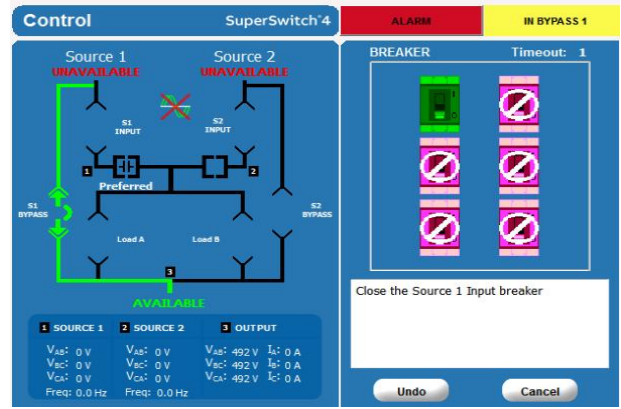 Control SuperSwitch®4 ALARM IN BYPASS 1
Source 1 Source 2
UNAVAILABLE UNAVAILABLE
S1
INPUT
S2
INPUT
1 2
Preferred
S1
BYPASS
S2
BYPASS
Load A Load B
3
AVAILABLE
1 SOURCE 1 2 SOURCE 2 3 OUTPUT
VAB: 0 V VAB: 0 V VAB: 492 V IA: 0 A
VBC: 0 V VBC: 0 V VBC: 492 V IB: 0 A
VCA: 0 V VCA: 0 V VCA: 492 V IC: 0 A
Freq: 0.0 Hz Freq: 0.0 Hz
BREAKER Timeout: 1
Close the Source 1 Input breaker
Undo Cancel